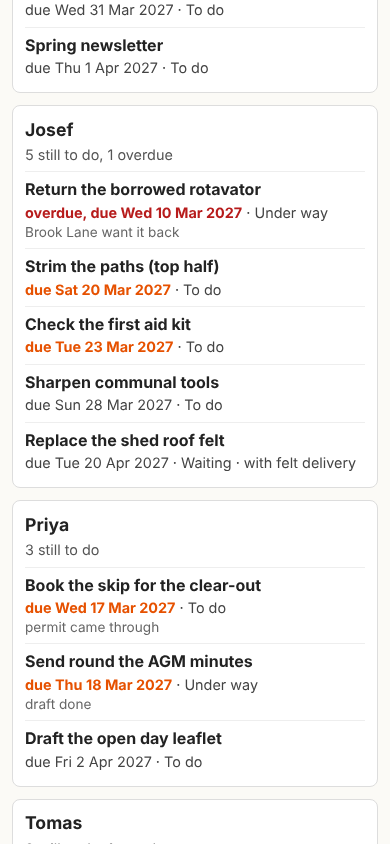 due Wed 31 Mar 2027 · To do
Spring newsletter
due Thu 1 Apr 2027 · To do
Josef
5 still to do, 1 overdue
Return the borrowed rotavator
overdue, due Wed 10 Mar 2027 · Under way
Brook Lane want it back
Strim the paths (top half)
due Sat 20 Mar 2027 · To do
Check the first aid kit
due Tue 23 Mar 2027 · To do
Sharpen communal tools
due Sun 28 Mar 2027 · To do
Replace the shed roof felt
due Tue 20 Apr 2027 · Waiting · with felt delivery
Priya
3 still to do
Book the skip for the clear-out
due Wed 17 Mar 2027 · To do
permit came through
Send round the AGM minutes
due Thu 18 Mar 2027 · Under way
draft done
Draft the open day leaflet
due Fri 2 Apr 2027 · To do
Tomas